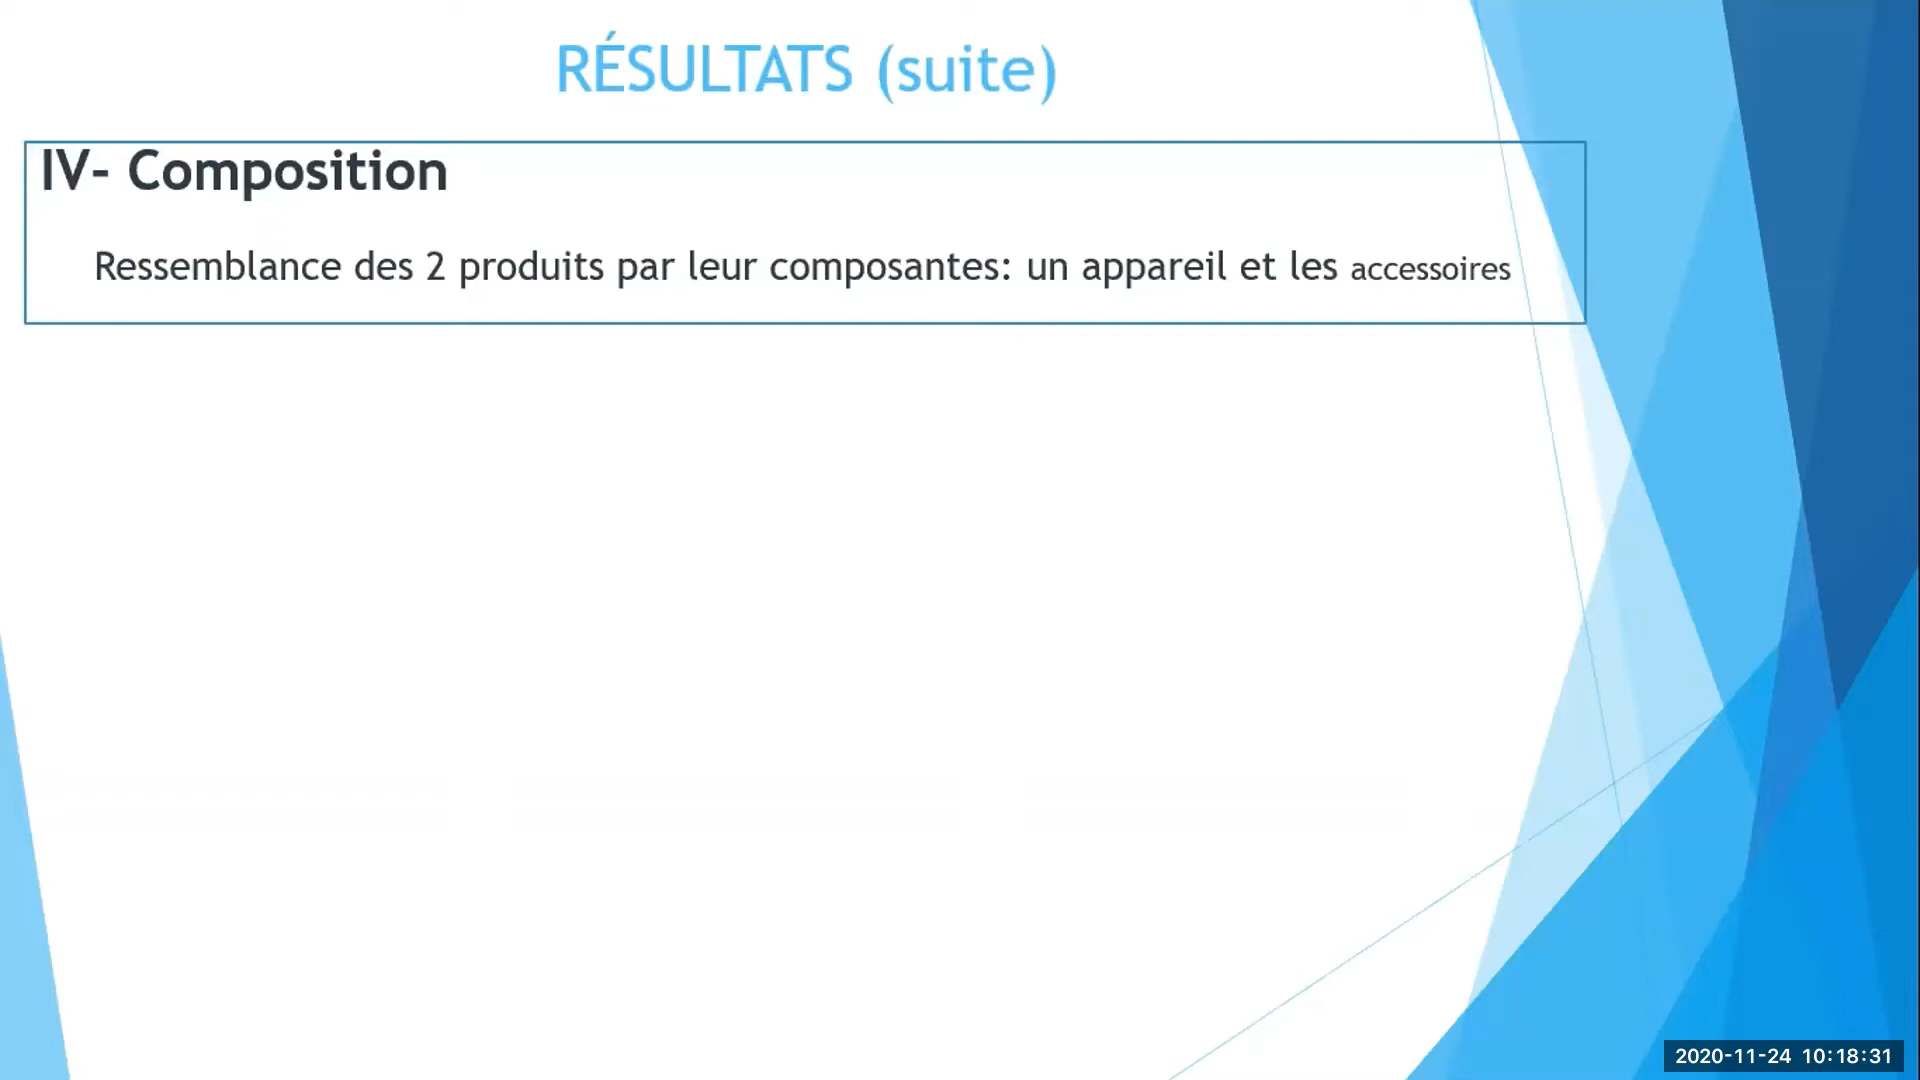 RÉSULTATS (suite)
IV- Composition
Ressemblance des 2 produits par leur composantes: un appareil et les accessoires
2020-11-24 10:18:31